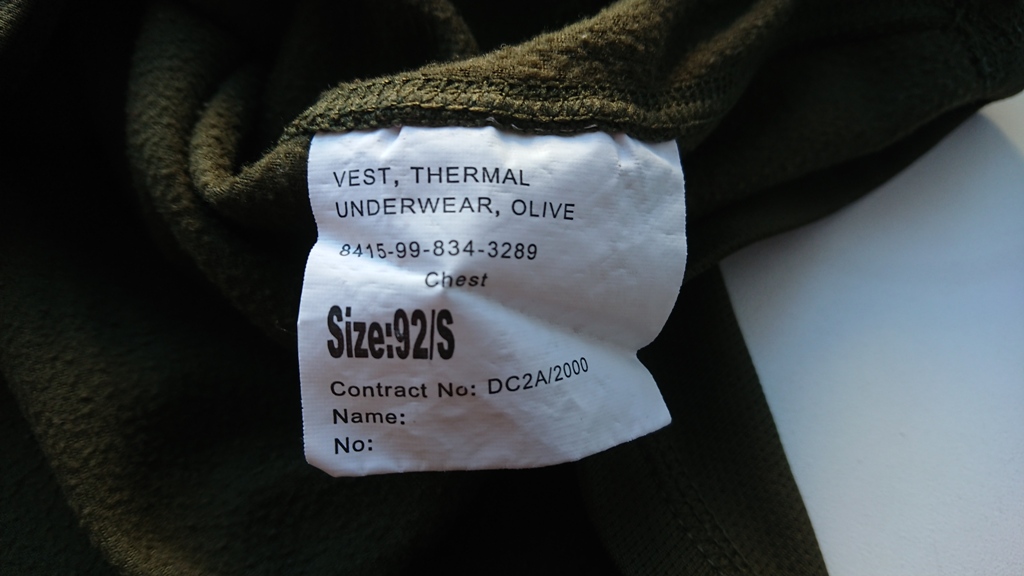 VEST, THERMAL
UNDERWEAR, OLIVE
8415-99-834-3289
Chest
Size:92/S
Contract No: DC2A/2000
Name:
No: